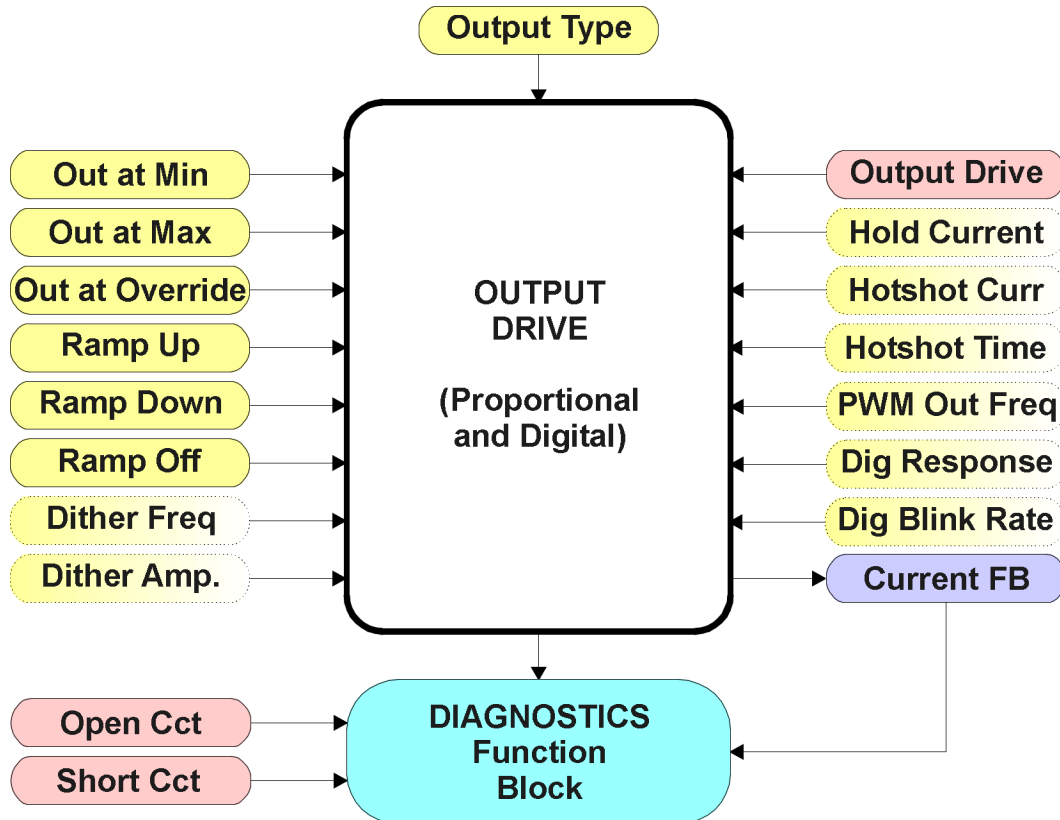 Output Type
Out at Min
Out at Max
Out at Override
Ramp Up
Ramp Down
Ramp Off
Dither Freq
Dither Amp.
OUTPUT
DRIVE
(Proportional
and Digital)
Output Drive
Hold Current
Hotshot Curr
Hotshot Time
PWM Out Freq
Dig Response
Dig Blink Rate
Current FB
Open Cct
Short Cct
DIAGNOSTICS
Function
Block